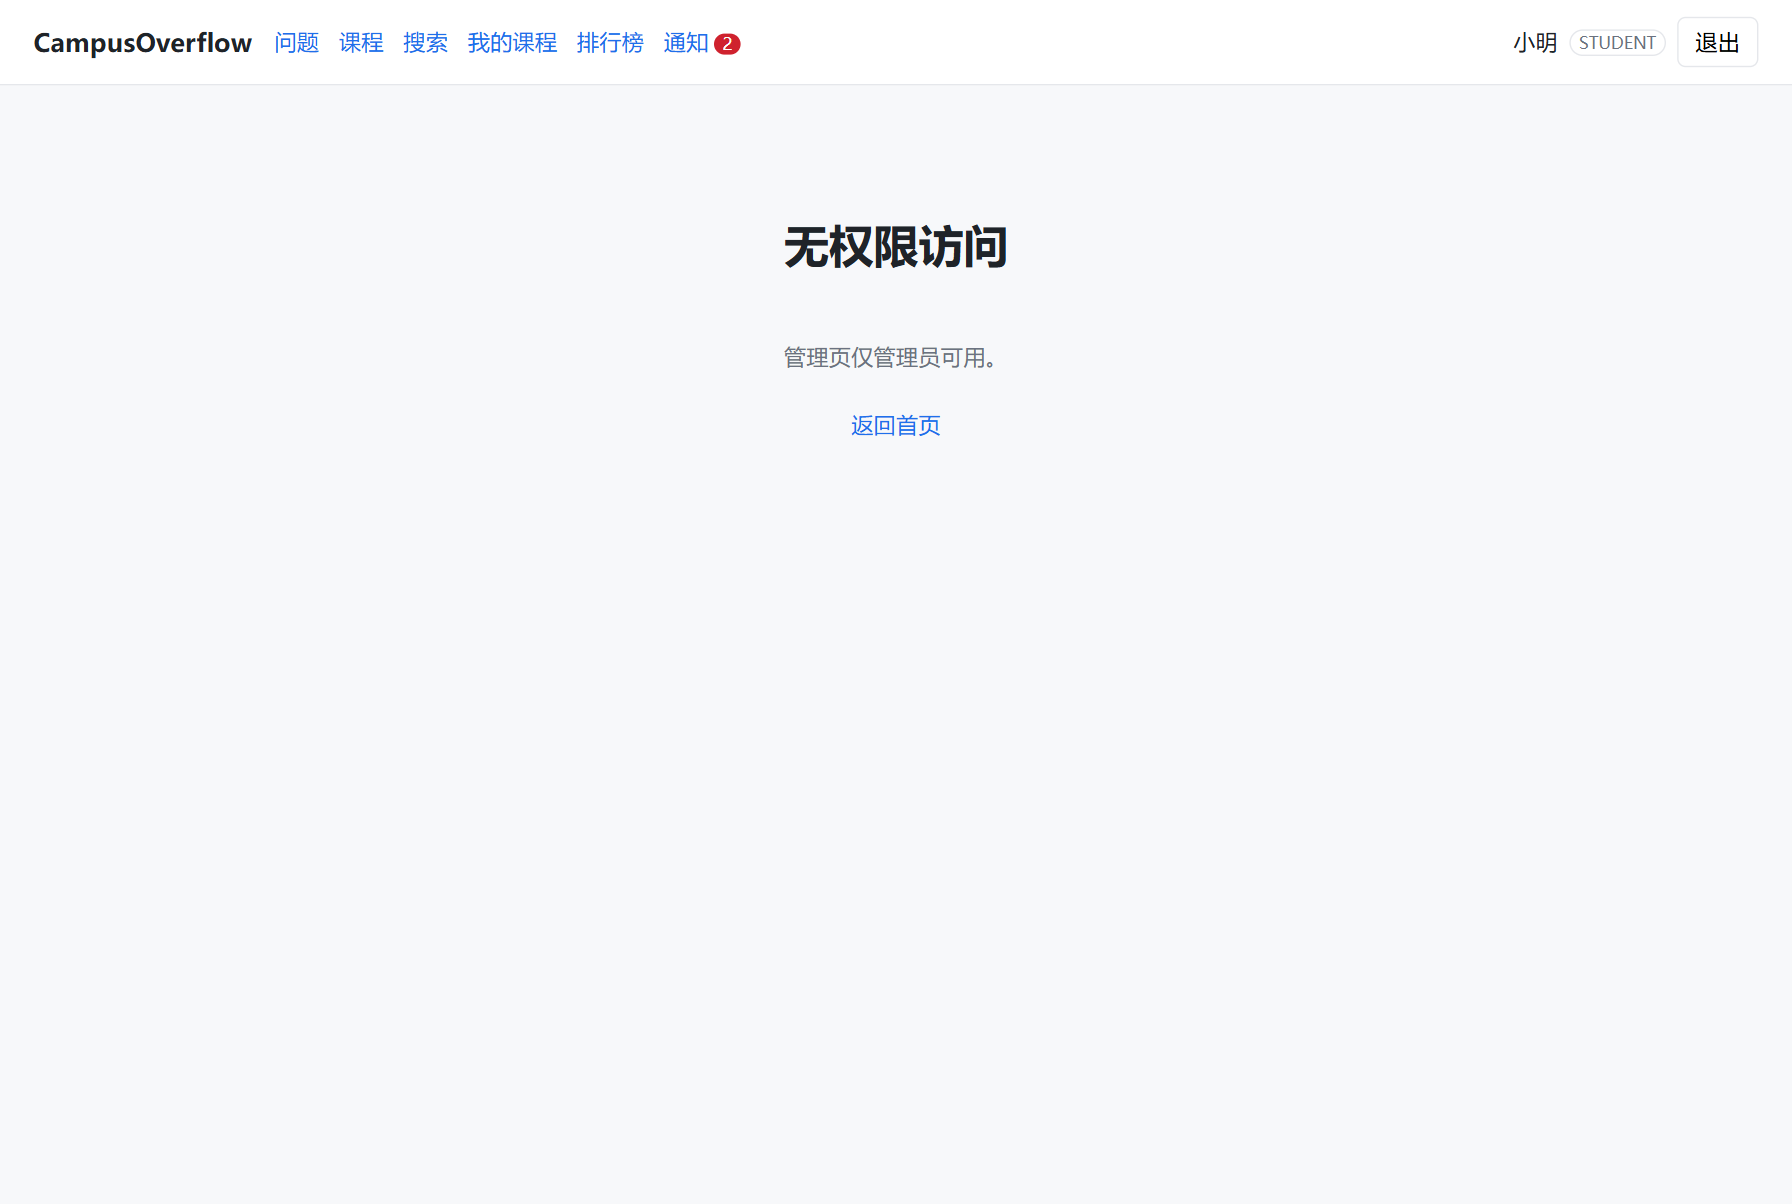 CampusOverflow 问题 课程 搜索 我的课程 排行榜 通知 2 小明 STUDENT 退出
无权限访问
管理页仅管理员可用。
返回首页